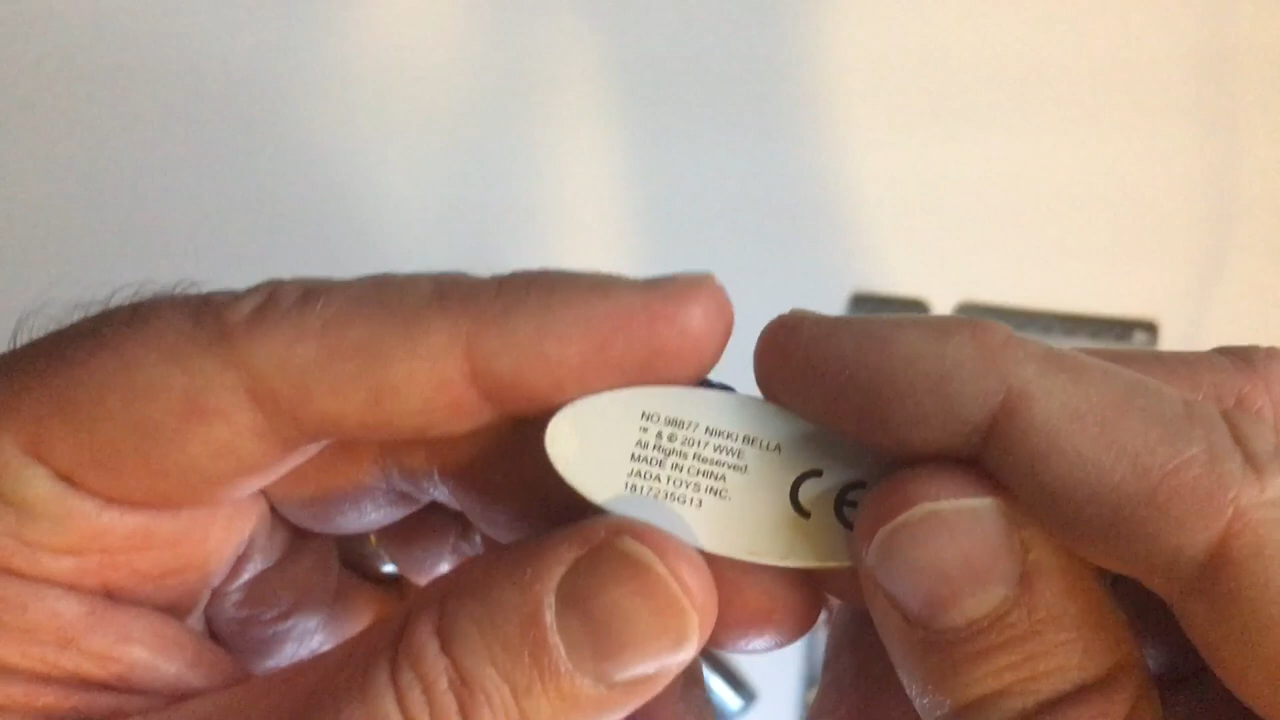 NO.98877 NIKKI BELLA
™ & © 2017 WWE
All Rights Reserved.
MADE IN CHINA
JADA TOYS INC.
1817235G13
CE